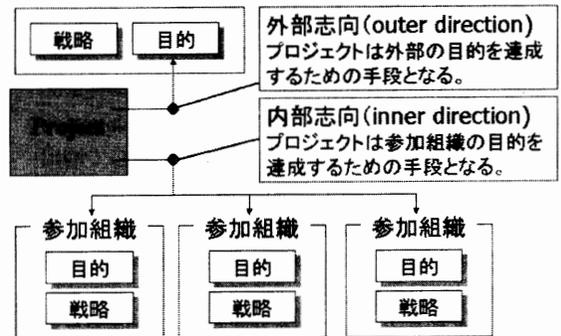 戦略 目的
外部志向(outer direction)
プロジェクトは外部の目的を達成
するための手段となる。
Project
内部志向(inner direction)
プロジェクトは参加組織の目的を
達成するための手段となる。
参加組織 参加組織 参加組織
目的 目的 目的
戦略 戦略 戦略